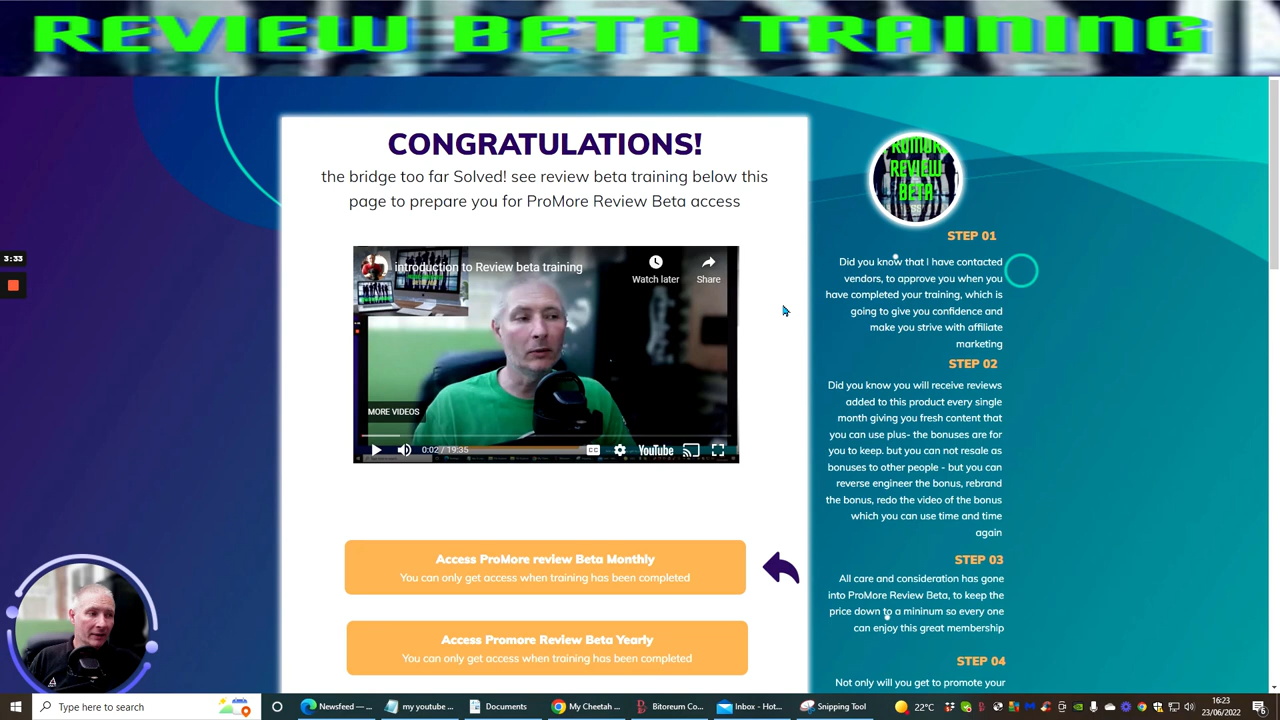 REVIEW BETA TRAINING
CONGRATULATIONS!
the bridge too far Solved! see review beta training below this
page to prepare you for ProMore Review Beta access
introduction to Review beta training
Watch later
Share
MORE VIDEOS
0:02 / 19:35
CC
YouTube
Access ProMore review Beta Monthly
You can only get access when training has been completed
Access Promore Review Beta Yearly
You can only get access when training has been completed
PROMORE
REVIEW
BETA
STEP 01
Did you know that I have contacted
vendors, to approve you when you
have completed your training, which is
going to give you confidence and
make you strive with affiliate
marketing
STEP 02
Did you know you will receive reviews
added to this product every single
month giving you fresh content that
you can use plus- the bonuses are for
you to keep. but you can not resale as
bonuses to other people - but you can
reverse engineer the bonus, rebrand
the bonus, redo the video of the bonus
which you can use time and time
again
STEP 03
All care and consideration has gone
into ProMore Review Beta, to keep the
price down to a mininum so every one
can enjoy this great membership
STEP 04
Not only will you get to promote your
3:33
Type here to search
Newsfeed — ...
my youtube ...
Documents
My Cheetah ...
Bitoreum Co...
Inbox - Hot...
Snipping Tool
22°C
16:23
23/06/2022